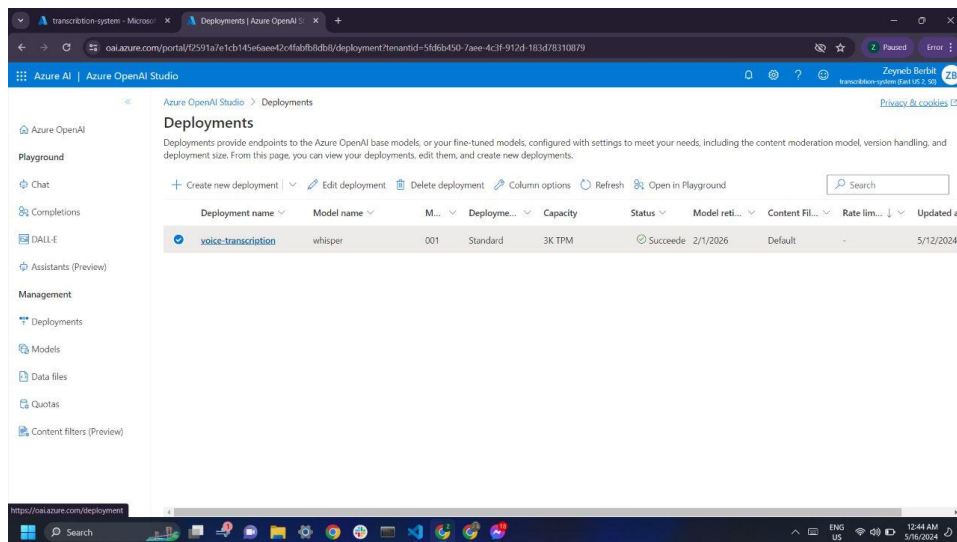 transcribtion-system - Microsof
Deployments | Azure OpenAI St
oai.azure.com/portal/f2591a7e1cb145e6aee42c4fabfb8db8/deployment?tenantid=5fd6b450-7aee-4c3f-912d-183d78310879
Z Paused
Error
Azure AI | Azure OpenAI Studio
Zeyneb Berbit
transcribtion-system (East US 2, S0)
ZB
Azure OpenAI Studio > Deployments
Privacy & cookies
Deployments
Deployments provide endpoints to the Azure OpenAI base models, or your fine-tuned models, configured with settings to meet your needs, including the content moderation model, version handling, and
deployment size. From this page, you can view your deployments, edit them, and create new deployments.
Create new deployment
Edit deployment
Delete deployment
Column options
Refresh
Open in Playground
Search
Deployment name
Model name
M...
Deployme...
Capacity
Status
Model reti...
Content Fil...
Rate lim...
Updated a
voice-transcription
whisper
001
Standard
3K TPM
Succeede
2/1/2026
Default
-
5/12/2024
Azure OpenAI
Playground
Chat
Completions
DALL·E
Assistants (Preview)
Management
Deployments
Models
Data files
Quotas
Content filters (Preview)
https://oai.azure.com/deployment
Search
ENG
US
12:44 AM
5/16/2024